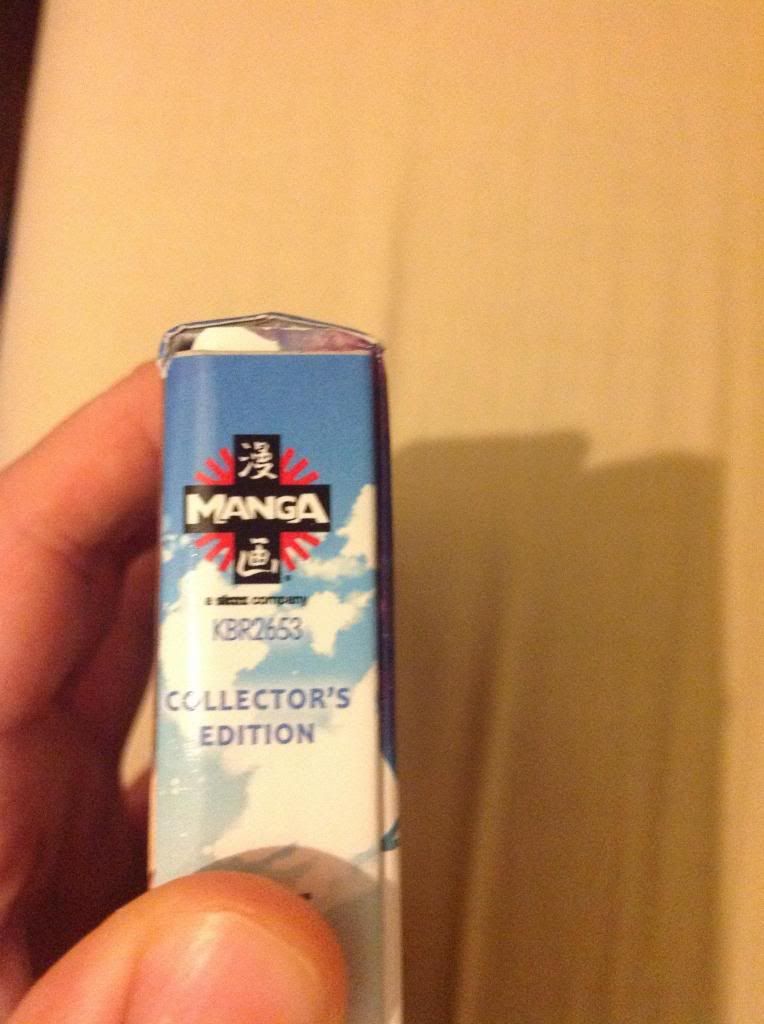 漫
MANGA
画
a starz company
KBR2653
COLLECTOR'S
EDITION